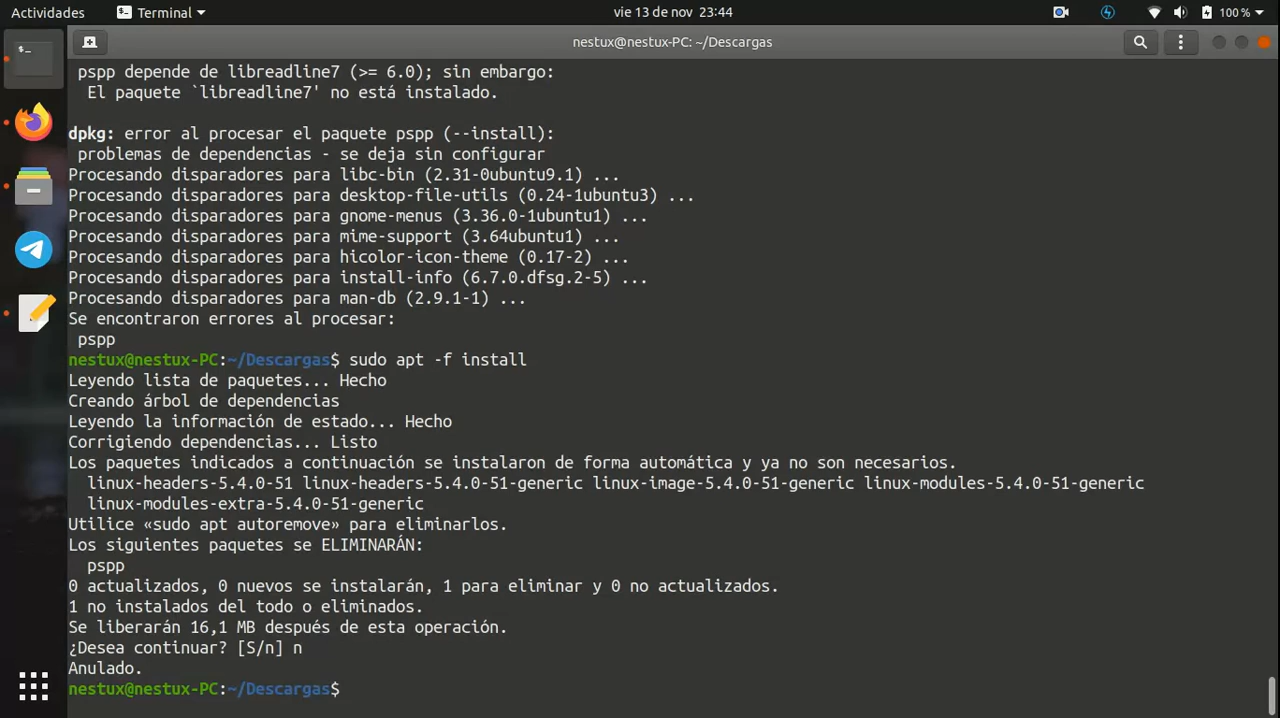 Actividades
Terminal
vie 13 de nov 23:44
100 %
nestux@nestux-PC: ~/Descargas
pspp depende de libreadline7 (>= 6.0); sin embargo:
El paquete `libreadline7' no está instalado.
dpkg: error al procesar el paquete pspp (--install):
problemas de dependencias - se deja sin configurar
Procesando disparadores para libc-bin (2.31-0ubuntu9.1) ...
Procesando disparadores para desktop-file-utils (0.24-1ubuntu3) ...
Procesando disparadores para gnome-menus (3.36.0-1ubuntu1) ...
Procesando disparadores para mime-support (3.64ubuntu1) ...
Procesando disparadores para hicolor-icon-theme (0.17-2) ...
Procesando disparadores para install-info (6.7.0.dfsg.2-5) ...
Procesando disparadores para man-db (2.9.1-1) ...
Se encontraron errores al procesar:
pspp
nestux@nestux-PC:~/Descargas$ sudo apt -f install
Leyendo lista de paquetes... Hecho
Creando árbol de dependencias
Leyendo la información de estado... Hecho
Corrigiendo dependencias... Listo
Los paquetes indicados a continuación se instalaron de forma automática y ya no son necesarios.
linux-headers-5.4.0-51 linux-headers-5.4.0-51-generic linux-image-5.4.0-51-generic linux-modules-5.4.0-51-generic
linux-modules-extra-5.4.0-51-generic
Utilice «sudo apt autoremove» para eliminarlos.
Los siguientes paquetes se ELIMINARÁN:
pspp
0 actualizados, 0 nuevos se instalarán, 1 para eliminar y 0 no actualizados.
1 no instalados del todo o eliminados.
Se liberarán 16,1 MB después de esta operación.
¿Desea continuar? [S/n] n
Anulado.
nestux@nestux-PC:~/Descargas$